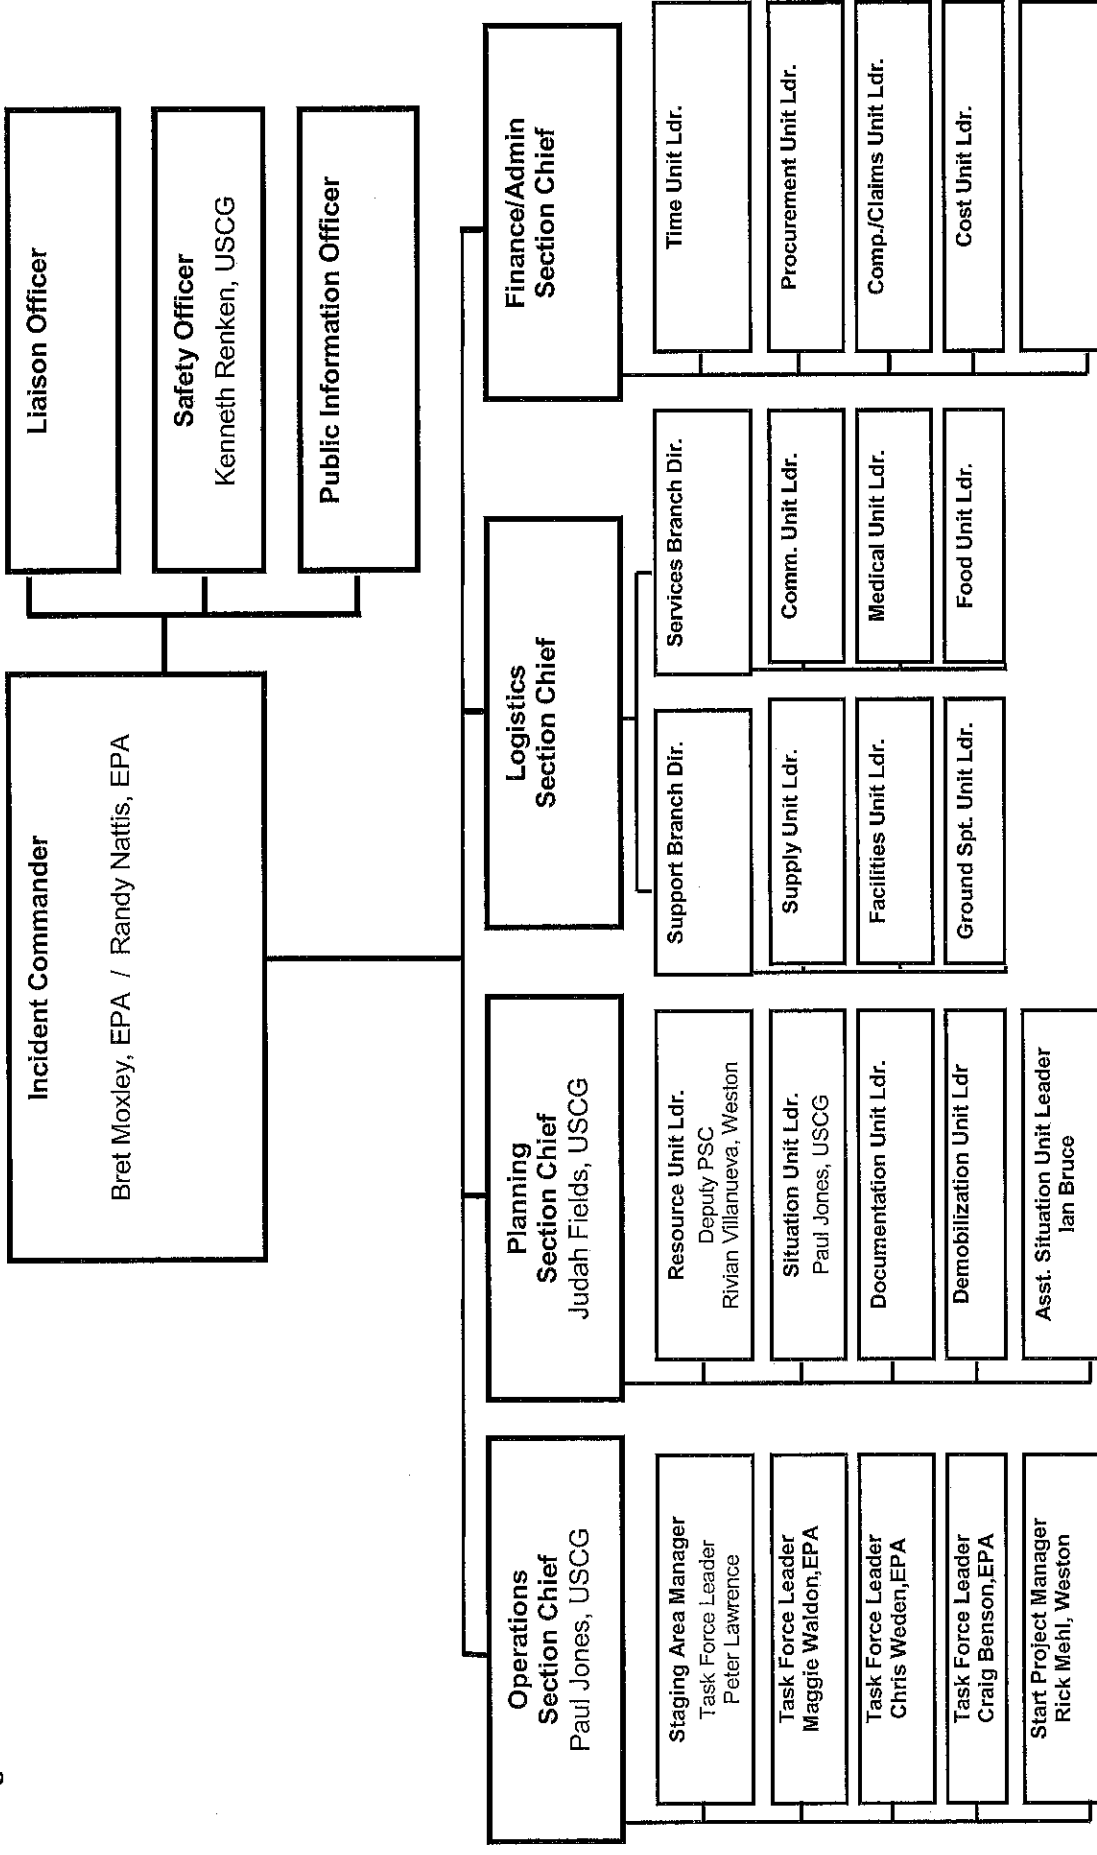 Incident Commander
Bret Moxley, EPA / Randy Nattis, EPA
Liaison Officer
Safety Officer
Kenneth Renken, USCG
Public Information Officer
Operations
Section Chief
Paul Jones, USCG
Staging Area Manager
Task Force Leader
Peter Lawrence
Task Force Leader
Maggie Waldon,EPA
Task Force Leader
Chris Weden,EPA
Task Force Leader
Craig Benson,EPA
Start Project Manager
Rick Mehl, Weston
Planning
Section Chief
Judah Fields, USCG
Resource Unit Ldr.
Deputy PSC
Rivian Villanueva, Weston
Situation Unit Ldr.
Paul Jones, USCG
Documentation Unit Ldr.
Demobilization Unit Ldr
Asst. Situation Unit Leader
Ian Bruce
Logistics
Section Chief
Support Branch Dir.
Supply Unit Ldr.
Facilities Unit Ldr.
Ground Spt. Unit Ldr.
Services Branch Dir.
Comm. Unit Ldr.
Medical Unit Ldr.
Food Unit Ldr.
Finance/Admin
Section Chief
Time Unit Ldr.
Procurement Unit Ldr.
Comp./Claims Unit Ldr.
Cost Unit Ldr.